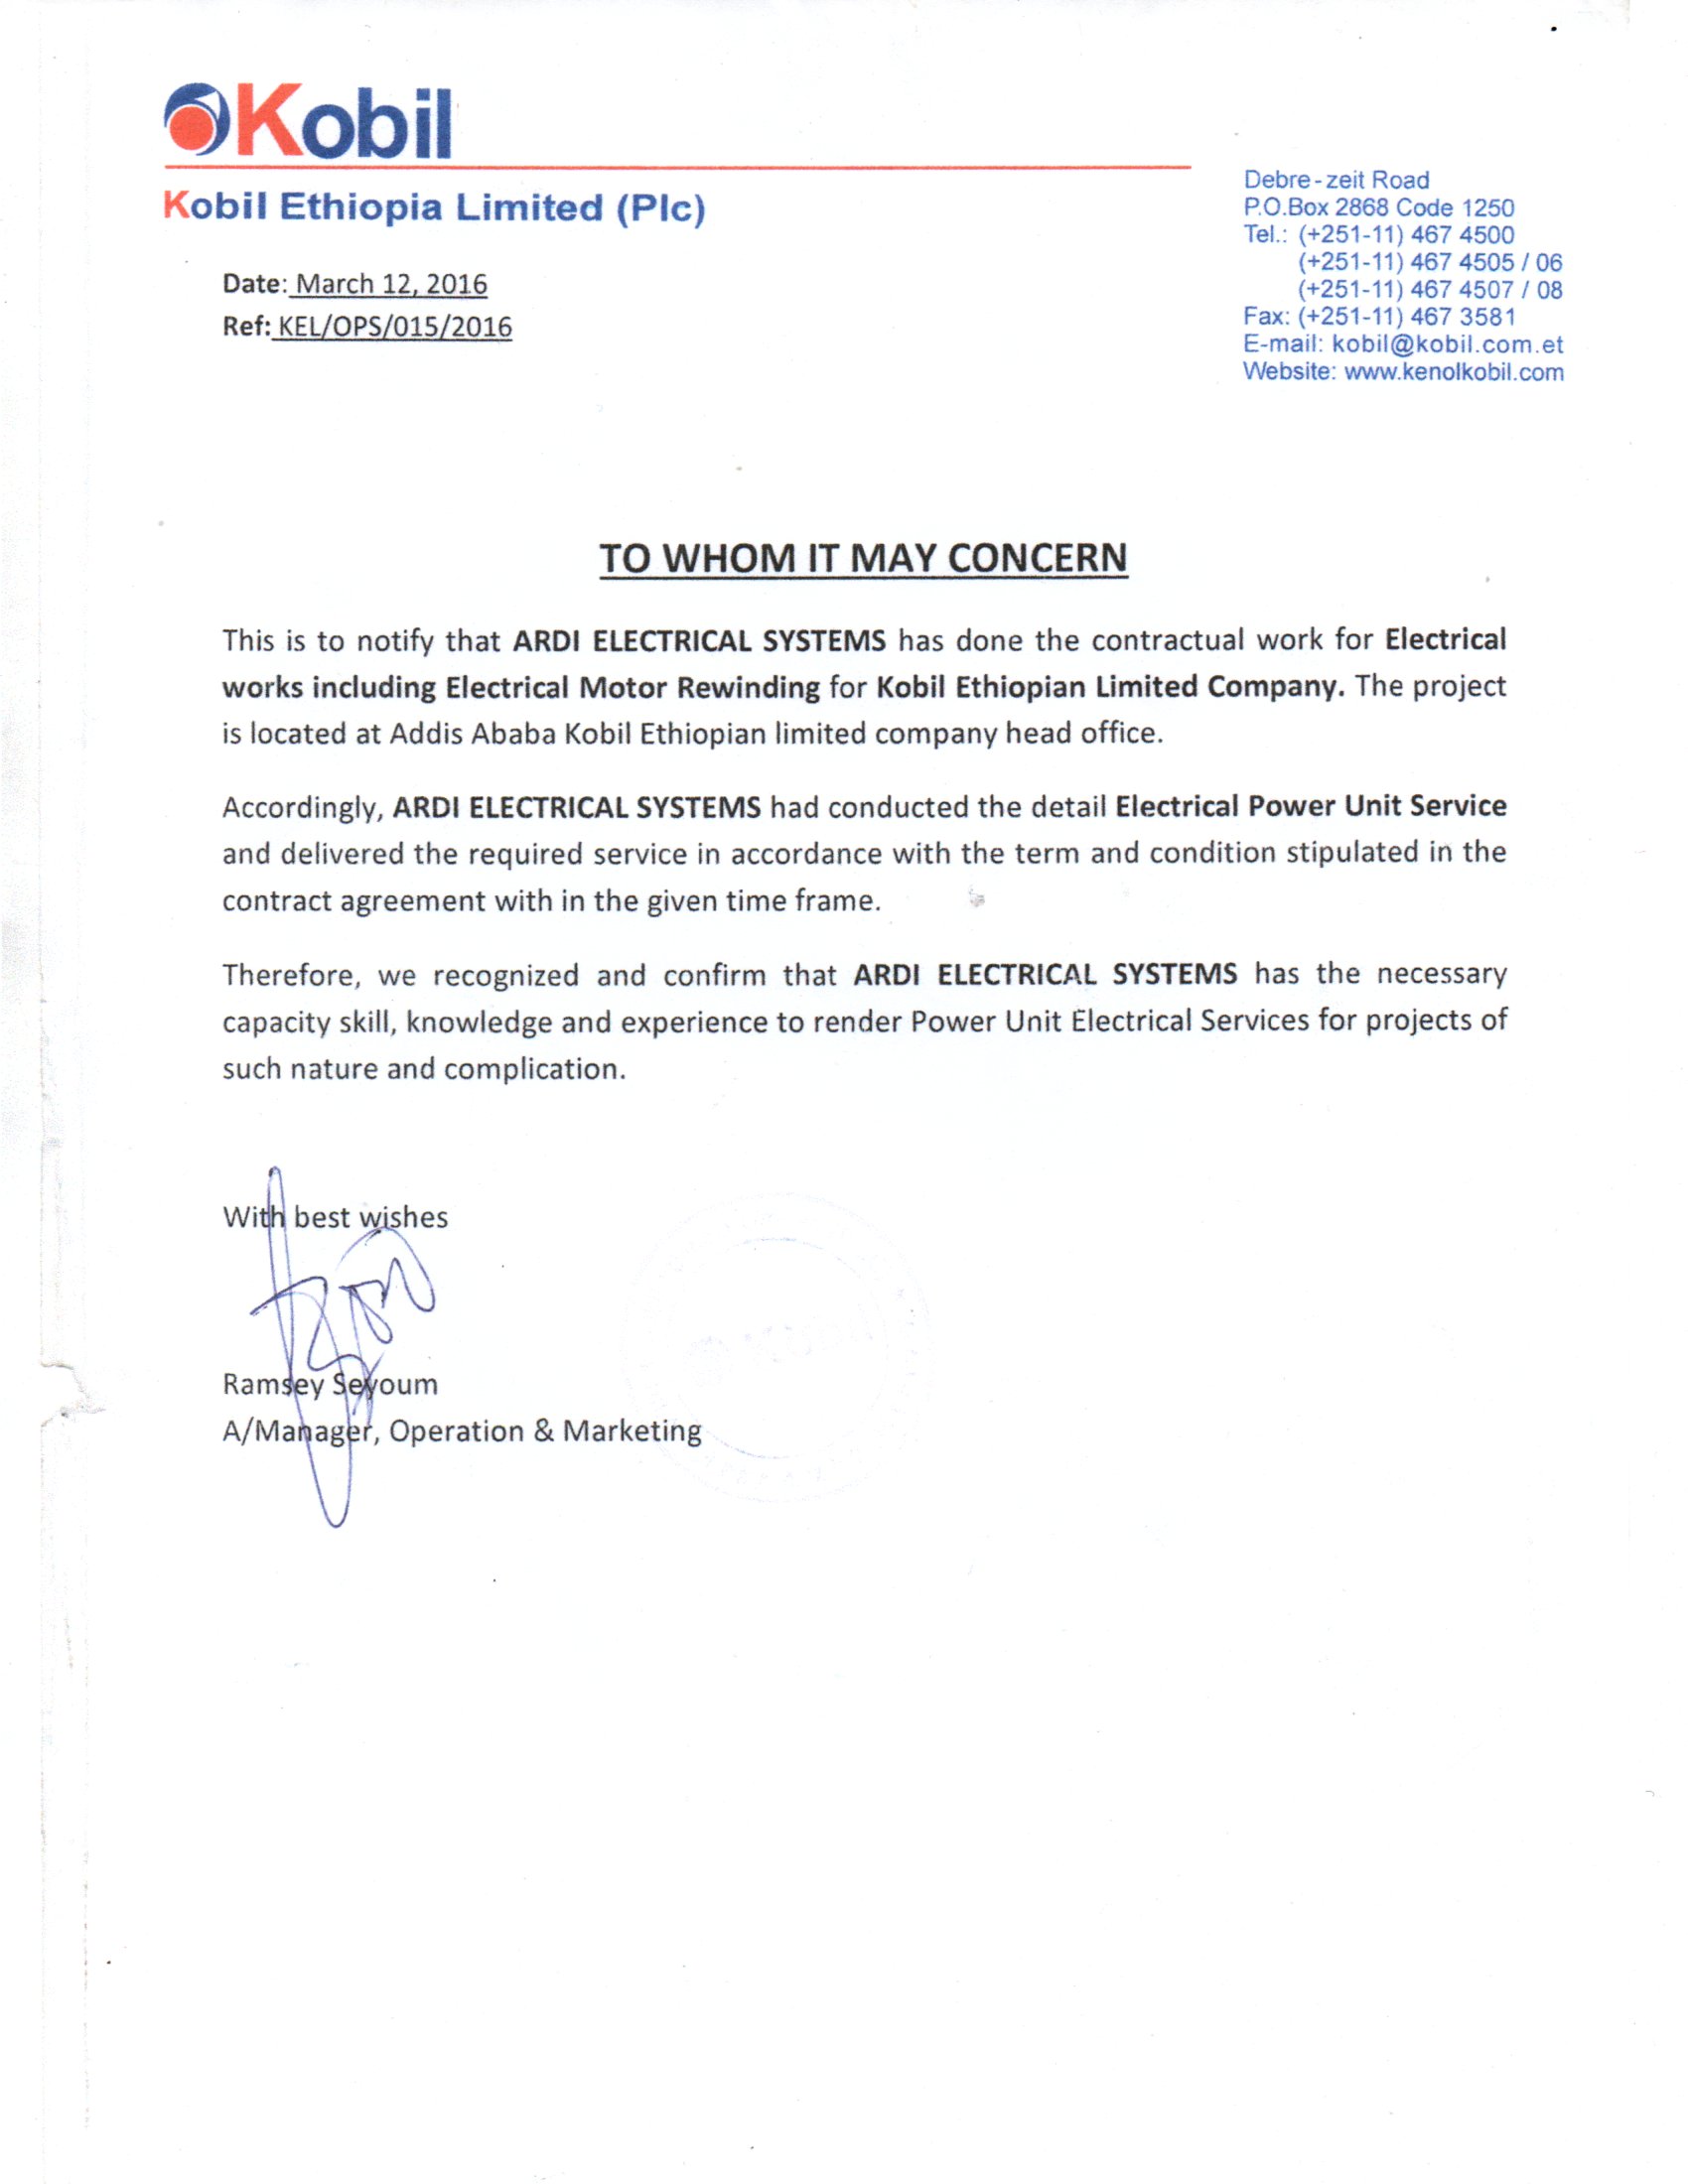 Kobil
Kobil Ethiopia Limited (Plc)
Debre-zeit Road
P.O.Box 2868 Code 1250
Tel.: (+251-11) 467 4500
(+251-11) 467 4505 / 06
(+251-11) 467 4507 / 08
Fax: (+251-11) 467 3581
E-mail: kobil@kobil.com.et
Website: www.kenolkobil.com
Date: March 12, 2016
Ref: KEL/OPS/015/2016
TO WHOM IT MAY CONCERN
This is to notify that ARDI ELECTRICAL SYSTEMS has done the contractual work for Electrical
works including Electrical Motor Rewinding for Kobil Ethiopian Limited Company. The project
is located at Addis Ababa Kobil Ethiopian limited company head office.
Accordingly, ARDI ELECTRICAL SYSTEMS had conducted the detail Electrical Power Unit Service
and delivered the required service in accordance with the term and condition stipulated in the
contract agreement with in the given time frame.
Therefore, we recognized and confirm that ARDI ELECTRICAL SYSTEMS has the necessary
capacity skill, knowledge and experience to render Power Unit Electrical Services for projects of
such nature and complication.
With best wishes
Ramsey Seyoum
A/Manager, Operation & Marketing